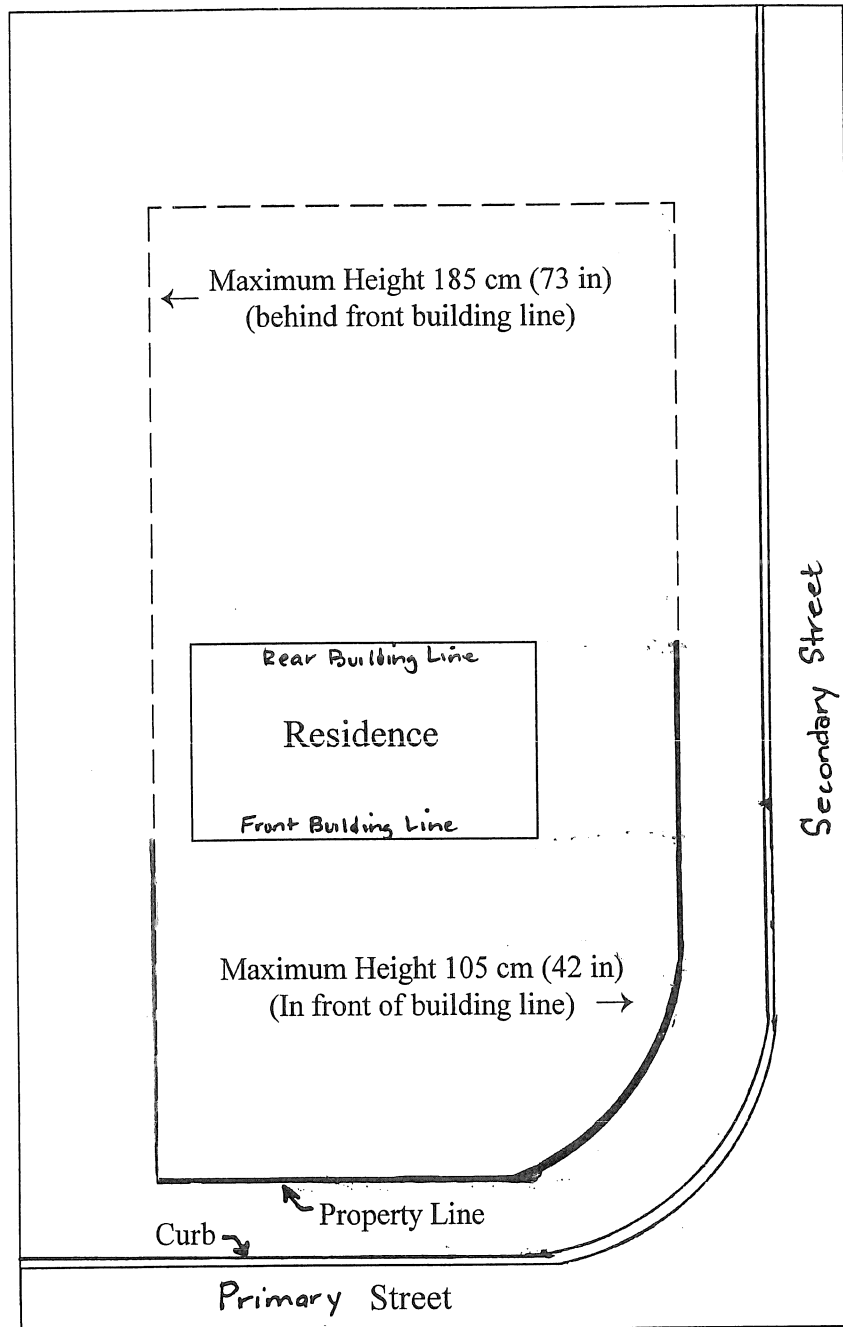 ← Maximum Height 185 cm (73 in)
(behind front building line)
Rear Building Line
Residence
Front Building Line
Secondary Street
Maximum Height 105 cm (42 in)
(In front of building line) →
Property Line
Curb
Primary Street